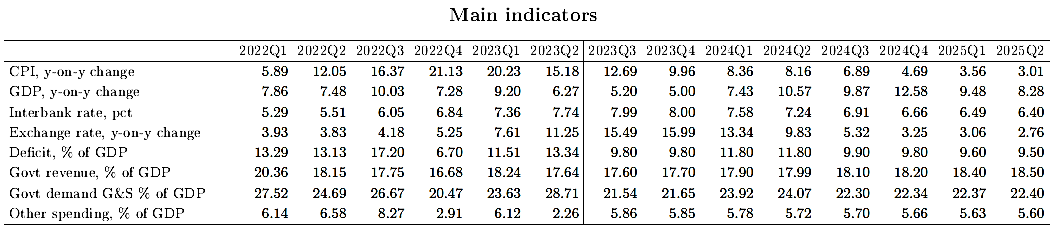 Main indicators
2022Q1 2022Q2 2022Q3 2022Q4 2023Q1 2023Q2 2023Q3 2023Q4 2024Q1 2024Q2 2024Q3 2024Q4 2025Q1 2025Q2
CPI, y-on-y change 5.89 12.05 16.37 21.13 20.23 15.18 12.69 9.96 8.36 8.16 6.89 4.69 3.56 3.01
GDP, y-on-y change 7.86 7.48 10.03 7.28 9.20 6.27 5.20 5.00 7.43 10.57 9.87 12.58 9.48 8.28
Interbank rate, pct 5.29 5.51 6.05 6.84 7.36 7.74 7.99 8.00 7.58 7.24 6.91 6.66 6.49 6.40
Exchange rate, y-on-y change 3.93 3.83 4.18 5.25 7.61 11.25 15.49 15.99 13.34 9.83 5.32 3.25 3.06 2.76
Deficit, % of GDP 13.29 13.13 17.20 6.70 11.51 13.34 9.80 9.80 11.80 11.80 9.90 9.80 9.60 9.50
Govt revenue, % of GDP 20.36 18.15 17.75 16.68 18.24 17.64 17.60 17.70 17.90 17.99 18.10 18.20 18.40 18.50
Govt demand G&S % of GDP 27.52 24.69 26.67 20.47 23.63 28.71 21.54 21.65 23.92 24.07 22.30 22.34 22.37 22.40
Other spending, % of GDP 6.14 6.58 8.27 2.91 6.12 2.26 5.86 5.85 5.78 5.72 5.70 5.66 5.63 5.60